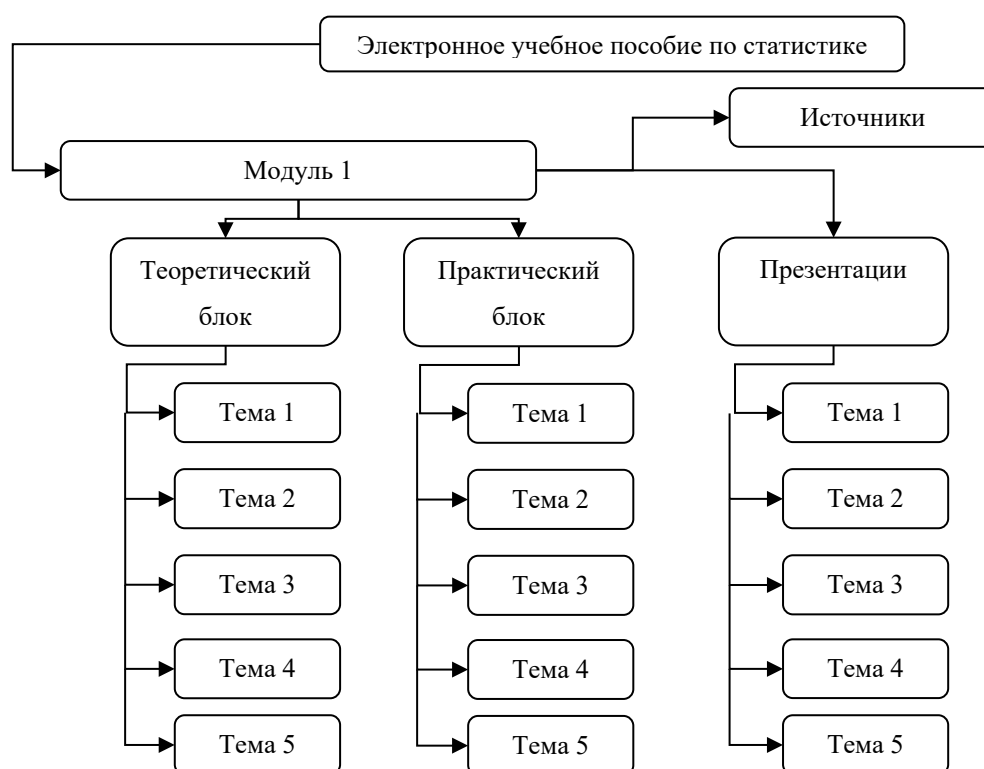 Электронное учебное пособие по статистике
Источники
Модуль 1
Теоретический
блок
Практический
блок
Презентации
Тема 1
Тема 2
Тема 3
Тема 4
Тема 5
Тема 1
Тема 2
Тема 3
Тема 4
Тема 5
Тема 1
Тема 2
Тема 3
Тема 4
Тема 5